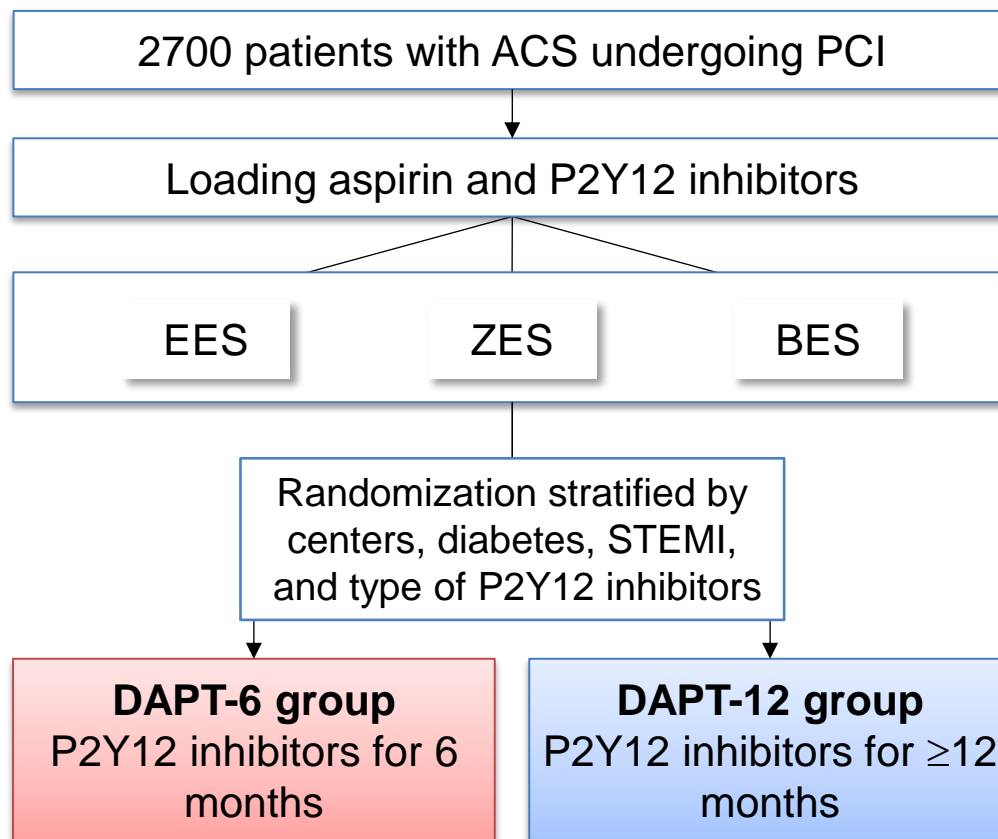 2700 patients with ACS undergoing PCI
Loading aspirin and P2Y12 inhibitors
EES
ZES
BES
Randomization stratified by
centers, diabetes, STEMI,
and type of P2Y12 inhibitors
DAPT-6 group
P2Y12 inhibitors for 6
months
DAPT-12 group
P2Y12 inhibitors for ≥12
months